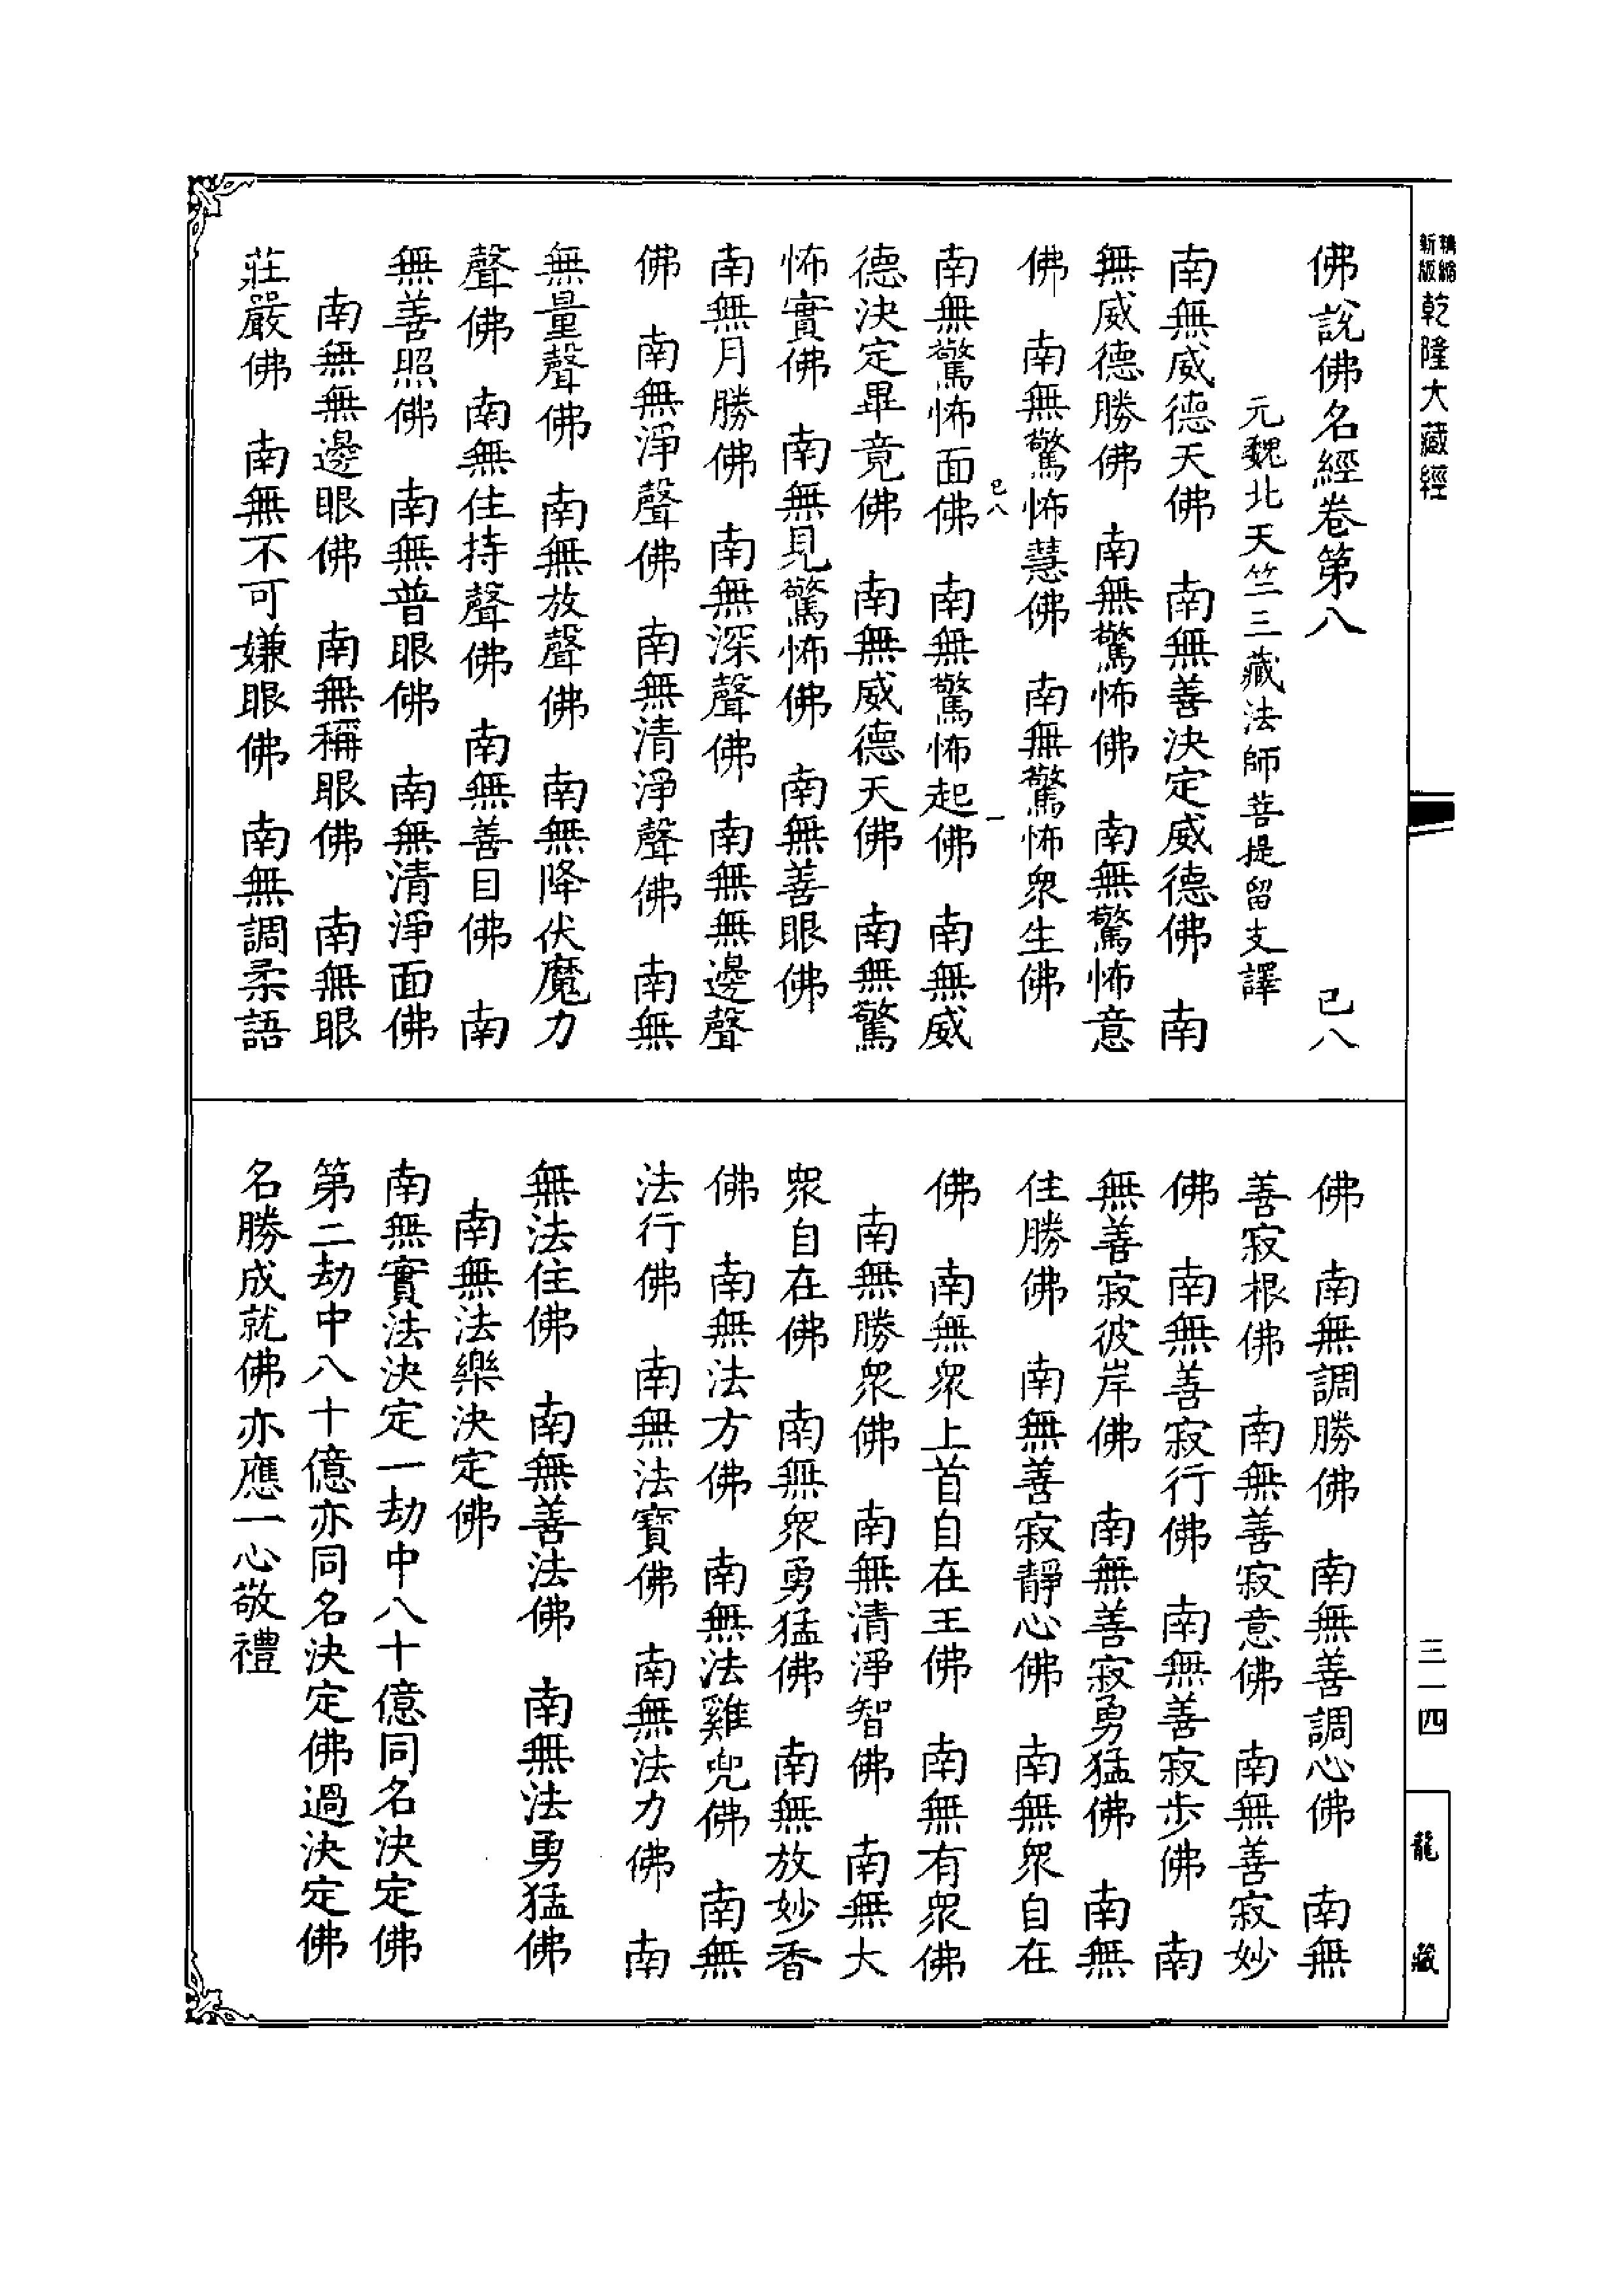 精縮
新版
乾隆大藏經
三一四
龍藏
佛說佛名經卷第八　己八
元魏北天竺三藏法師菩提留支譯
南無威德天佛　南無善決定威德佛　南
無威德勝佛　南無驚怖佛　南無驚怖意
佛　南無驚怖慧佛　南無驚怖衆生佛
己八　一
南無驚怖面佛　南無驚怖起佛　南無威
德決定畢竟佛　南無威德天佛　南無驚
怖實佛　南無見驚怖佛　南無善眼佛
南無月勝佛　南無深聲佛　南無無邊聲
佛　南無淨聲佛　南無清淨聲佛　南無
無量聲佛　南無放聲佛　南無降伏魔力
聲佛　南無住持聲佛　南無善目佛　南
無善照佛　南無普眼佛　南無清淨面佛
南無無邊眼佛　南無稱眼佛　南無眼
莊嚴佛　南無不可嫌眼佛　南無調柔語
佛　南無調勝佛　南無善調心佛　南無
善寂根佛　南無善寂意佛　南無善寂妙
佛　南無善寂行佛　南無善寂步佛　南
無善寂彼岸佛　南無善寂勇猛佛　南無
住勝佛　南無善寂靜心佛　南無衆自在
佛　南無衆上首自在王佛　南無有衆佛
南無勝衆佛　南無清淨智佛　南無大
衆自在佛　南無衆勇猛佛　南無放妙香
佛　南無法方佛　南無法雞兜佛　南無
法行佛　南無法寶佛　南無法力佛　南
無法住佛　南無善法佛　南無法勇猛佛
南無法樂決定佛
南無實法決定一劫中八十億同名決定佛
第二劫中八十億亦同名決定佛過決定佛
名勝成就佛亦應一心敬禮